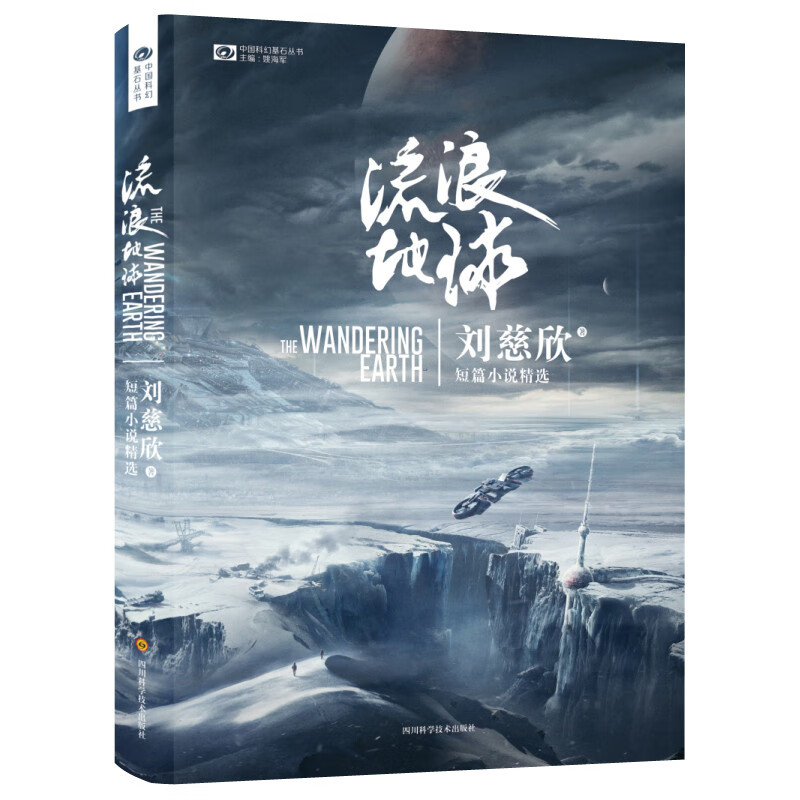 中国科幻基石丛书
主编：姚海军
流浪
地球
THE WANDERING
EARTH
刘慈欣 著
短篇小说精选
四川科学技术出版社
中国科幻
基石丛书
流浪地球
THE WANDERING EARTH
刘慈欣 著
短篇小说精选
四川科学技术出版社